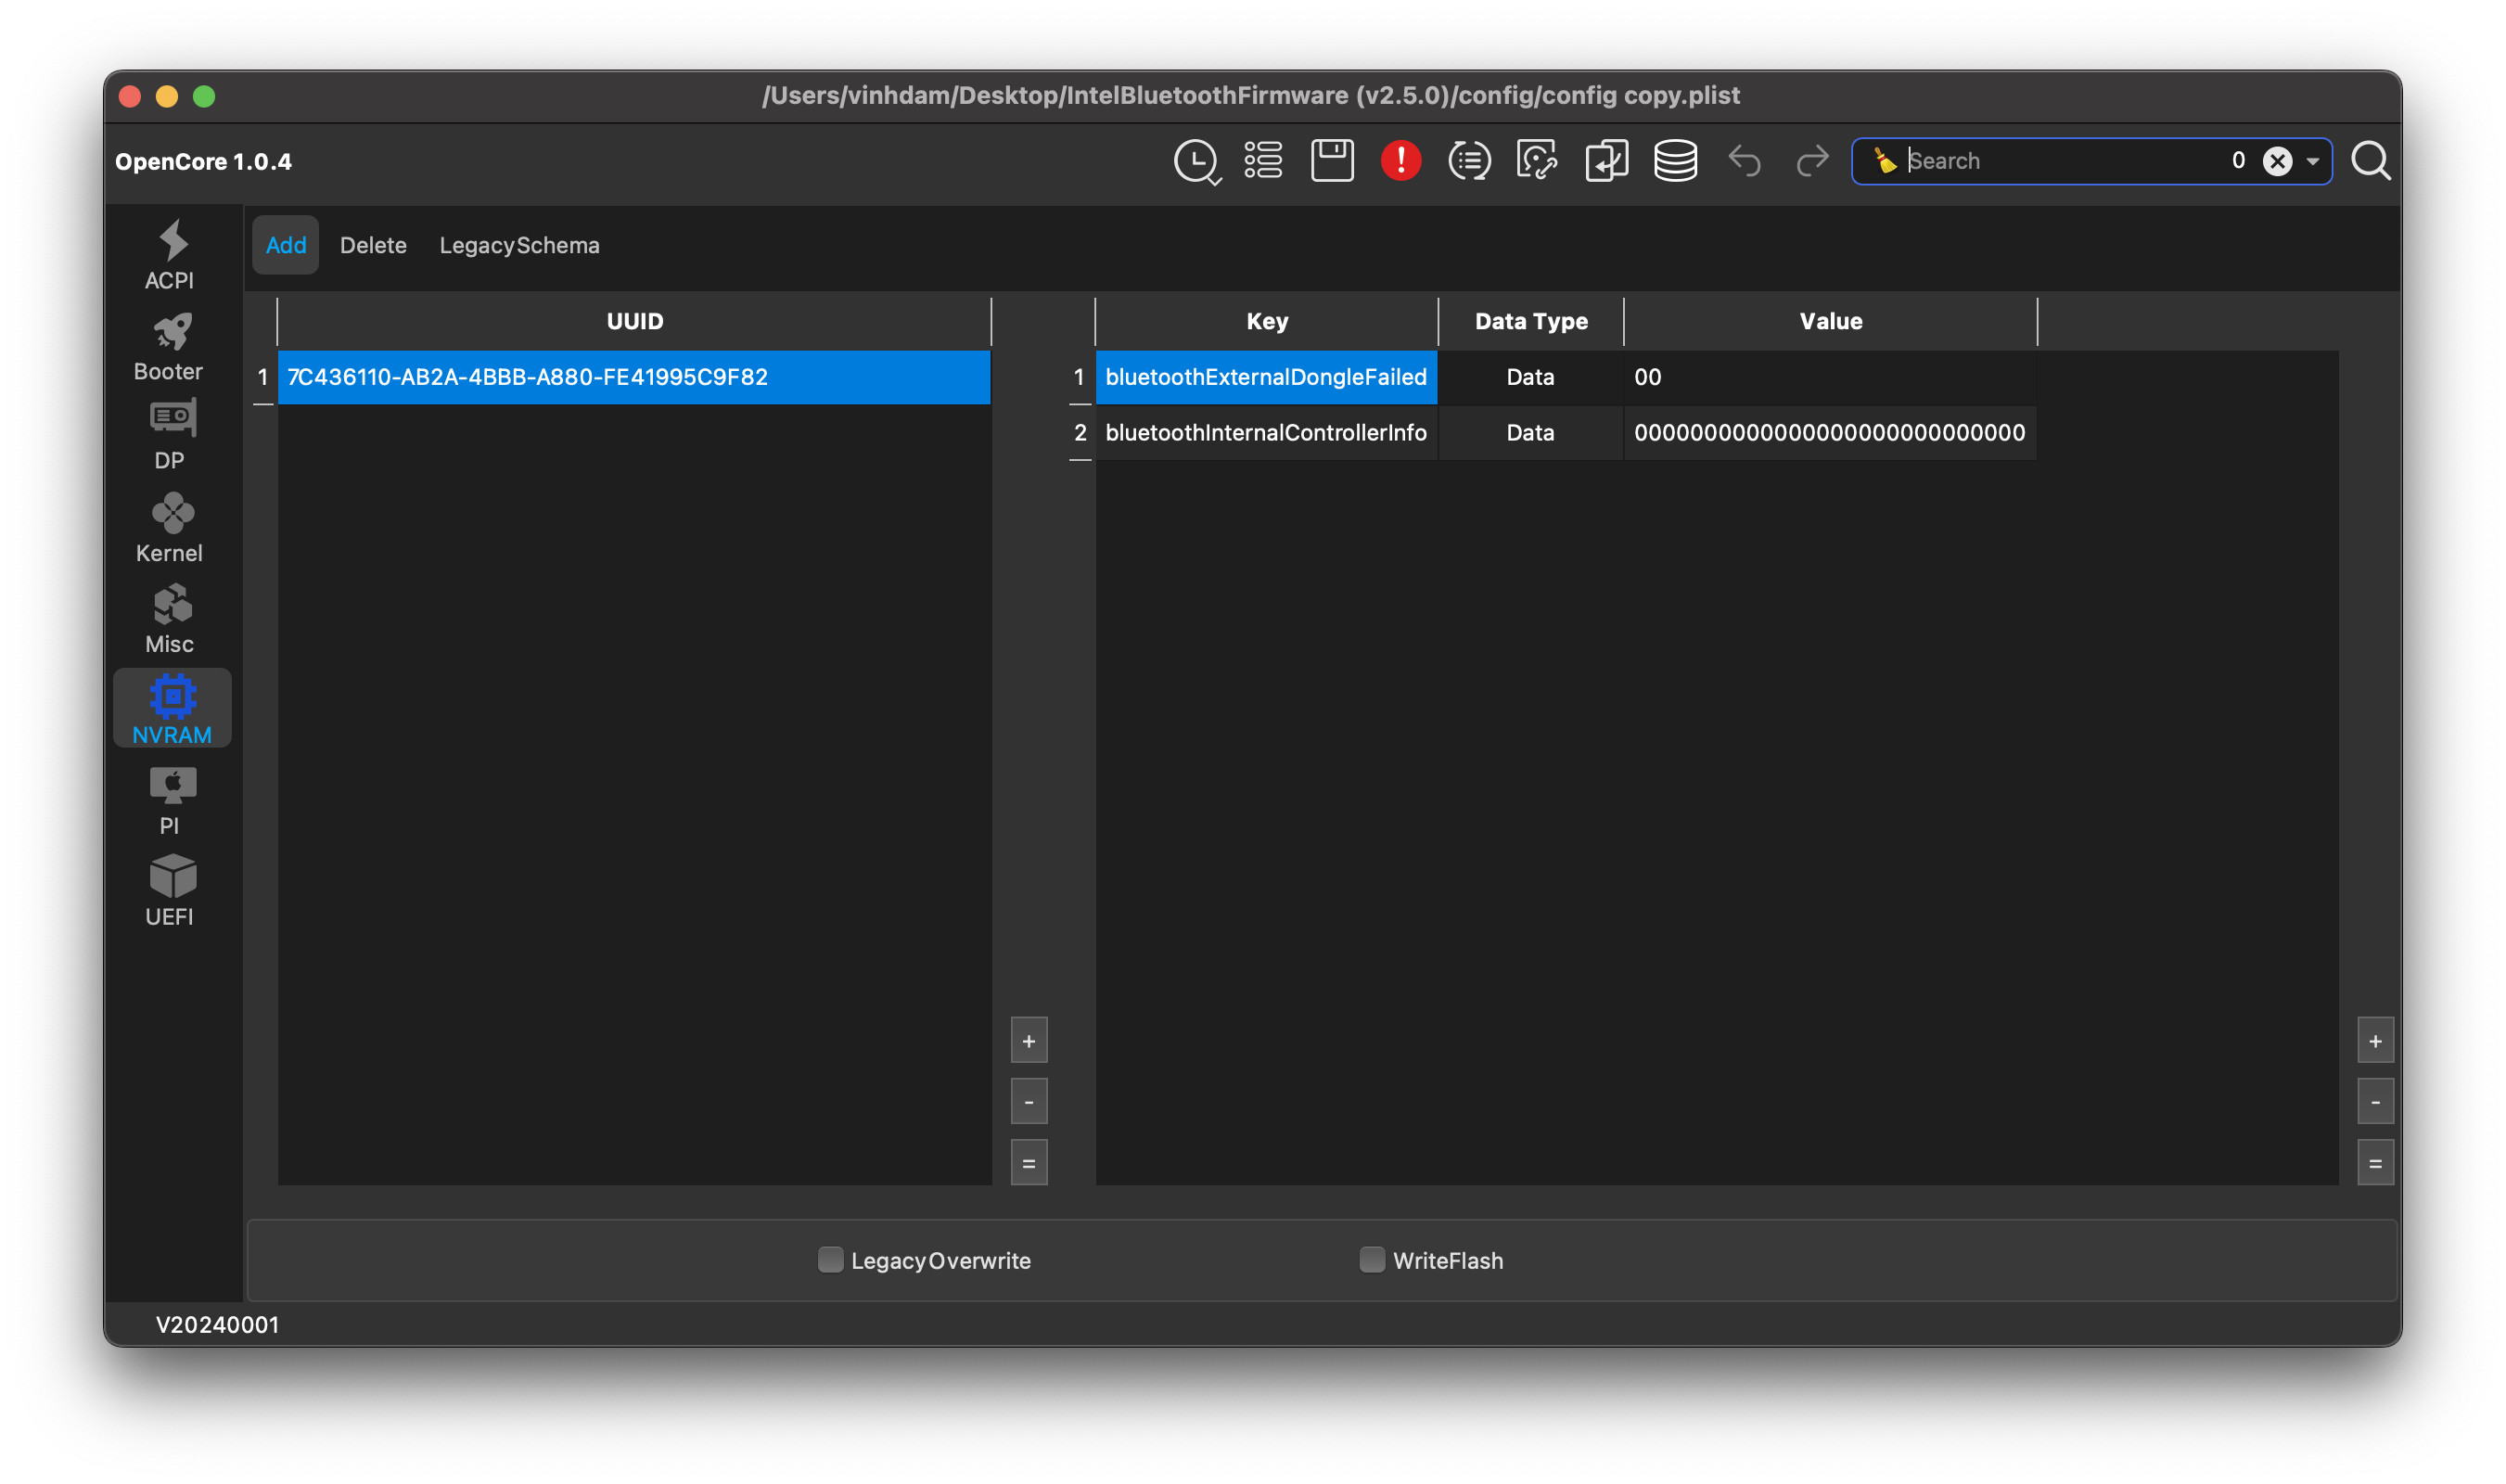 /Users/vinhdam/Desktop/IntelBluetoothFirmware (v2.5.0)/config/config copy.plist
OpenCore 1.0.4
Search
0
Add
Delete
LegacySchema
ACPI
Booter
DP
Kernel
Misc
NVRAM
PI
UEFI
UUID
1 7C436110-AB2A-4BBB-A880-FE41995C9F82
Key Data Type Value
1 bluetoothExternalDongleFailed Data 00
2 bluetoothInternalControllerInfo Data 0000000000000000000000000000
+
-
=
+
-
=
LegacyOverwrite
WriteFlash
V20240001